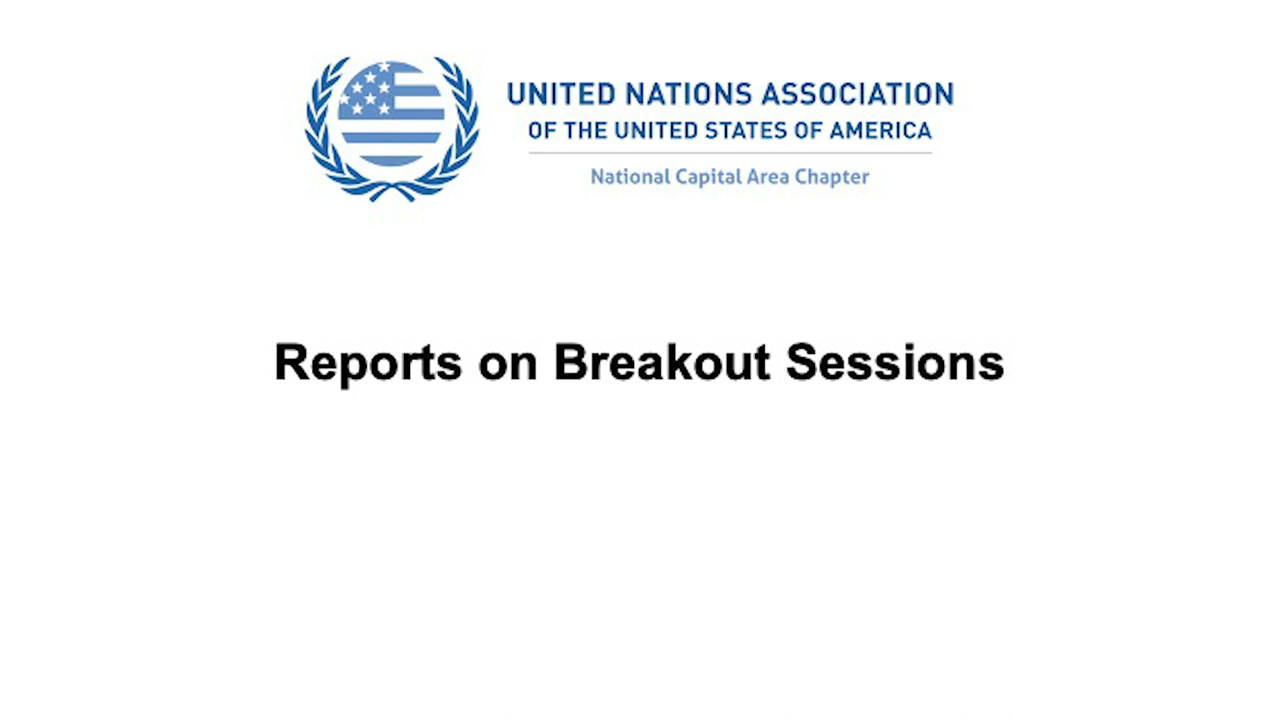 UNITED NATIONS ASSOCIATION
OF THE UNITED STATES OF AMERICA
National Capital Area Chapter
Reports on Breakout Sessions